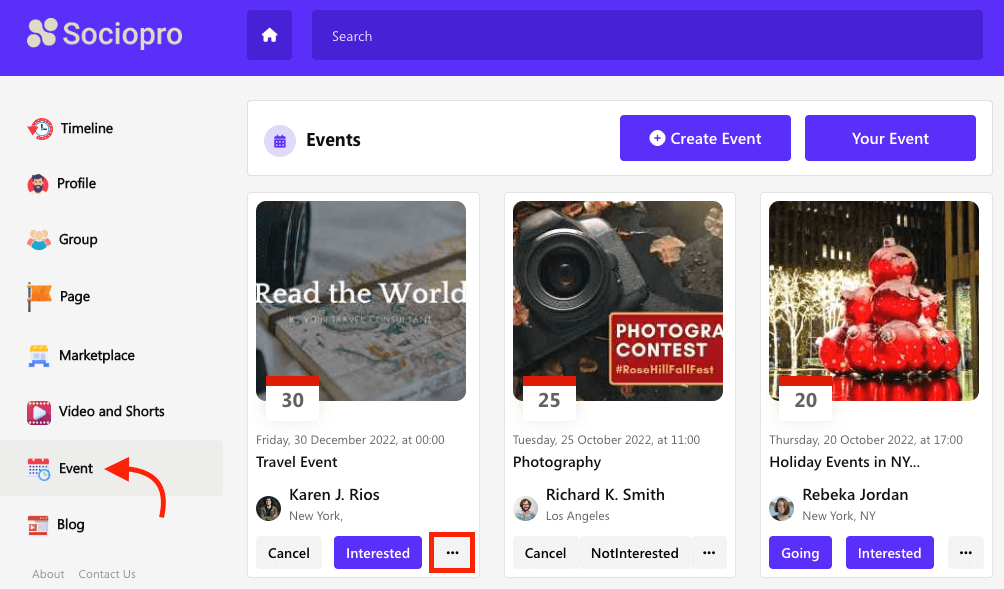 Sociopro
Search
Timeline
Profile
Group
Page
Marketplace
Video and Shorts
Event
Blog
About Contact Us
Events
Create Event
Your Event
Read the World
YOUR TRAVEL CONSULTANT
30
Friday, 30 December 2022, at 00:00
Travel Event
Karen J. Rios
New York,
Cancel Interested ...
PHOTOGRA
CONTEST
#RoseHillFallFest
25
Tuesday, 25 October 2022, at 11:00
Photography
Richard K. Smith
Los Angeles
Cancel NotInterested ...
20
Thursday, 20 October 2022, at 17:00
Holiday Events in NY...
Rebeka Jordan
New York, NY
Going Interested ...